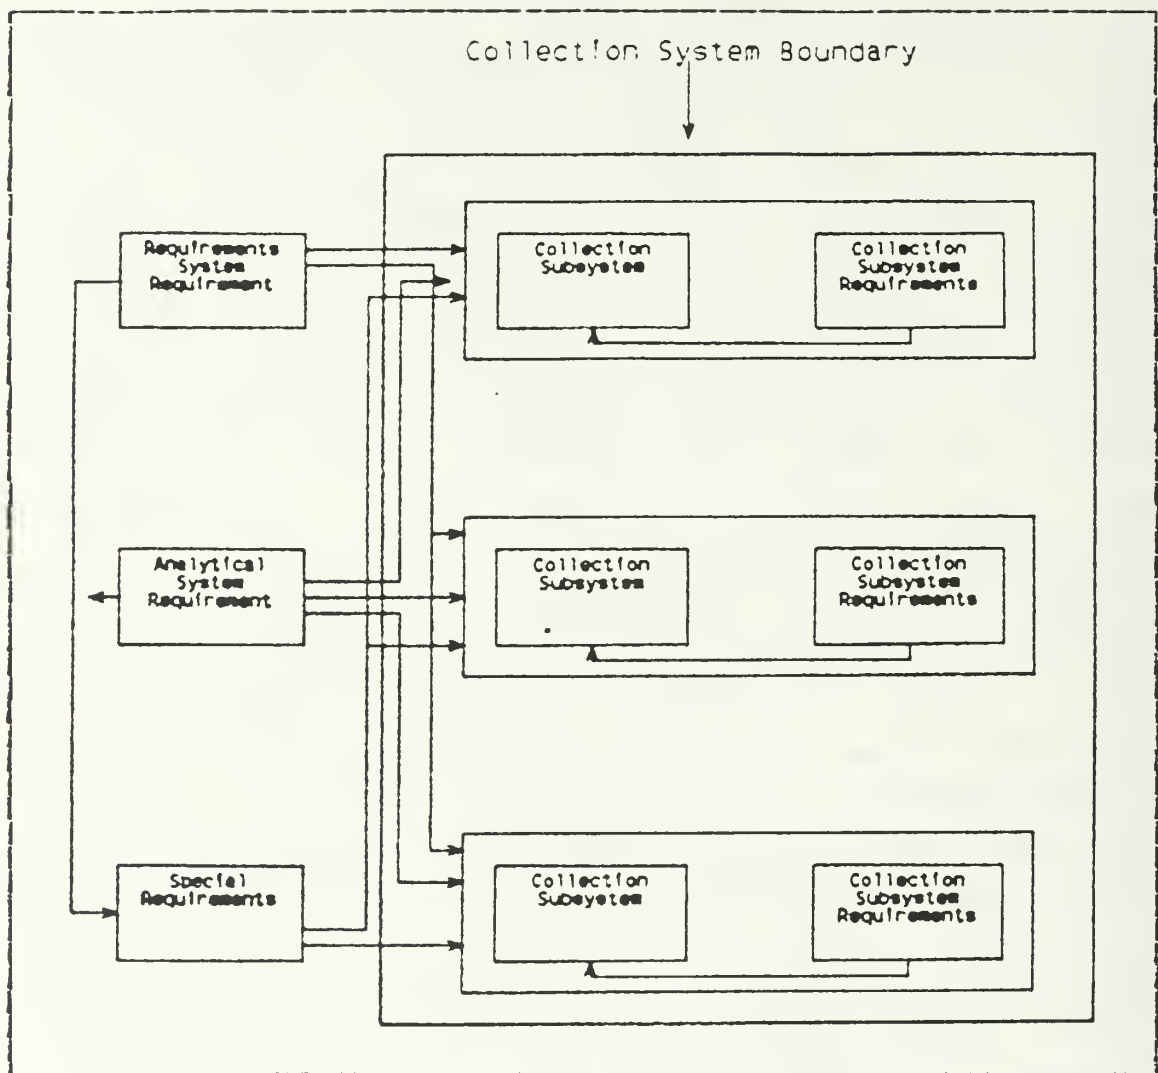 Collection System Boundary
Requirements
System
Requirement
Collection
Subsystem
Collection
Subsystem
Requirements
Analytical
System
Requirement
Collection
Subsystem
Collection
Subsystem
Requirements
Special
Requirements
Collection
Subsystem
Collection
Subsystem
Requirements